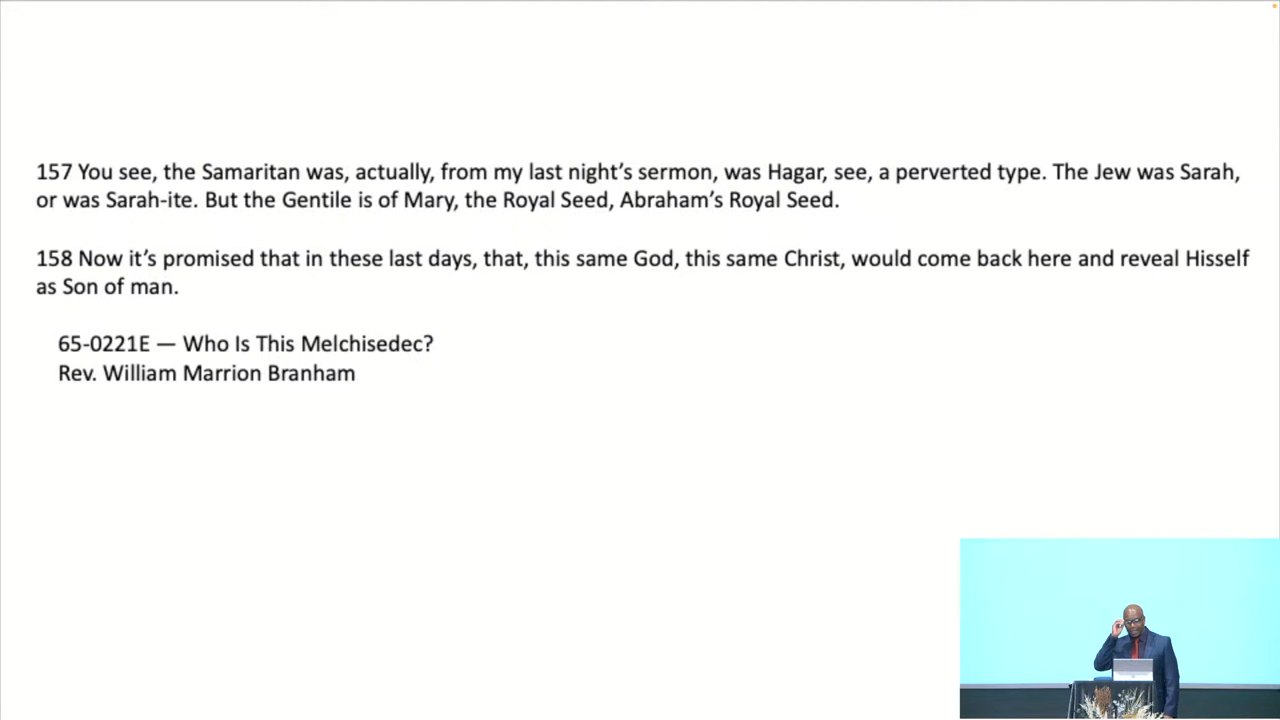 157 You see, the Samaritan was, actually, from my last night’s sermon, was Hagar, see, a perverted type. The Jew was Sarah,
or was Sarah-ite. But the Gentile is of Mary, the Royal Seed, Abraham’s Royal Seed.
158 Now it’s promised that in these last days, that, this same God, this same Christ, would come back here and reveal Hisself
as Son of man.
65-0221E — Who Is This Melchisedec?
Rev. William Marrion Branham